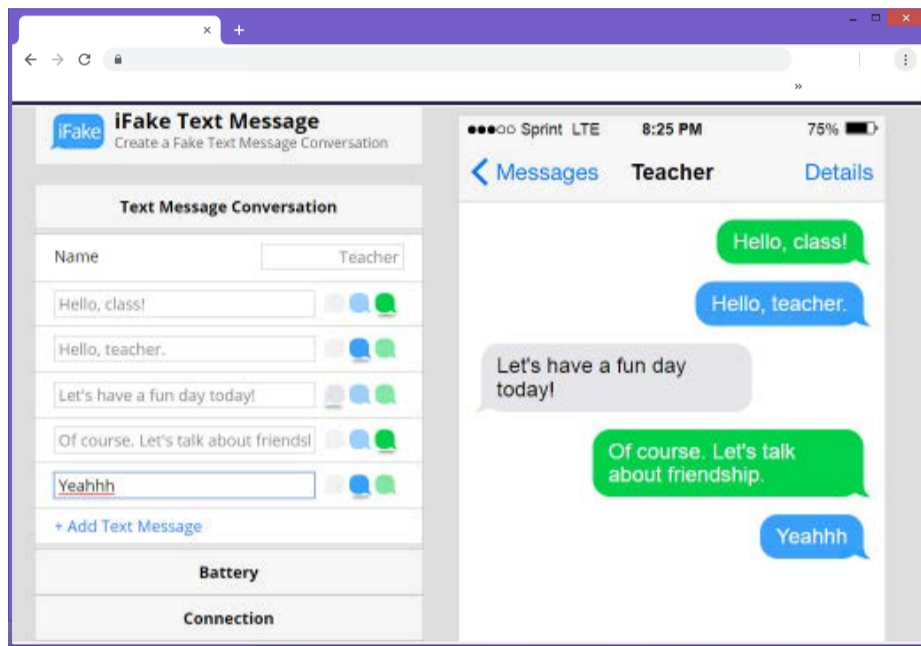 iFake
iFake Text Message
Create a Fake Text Message Conversation
Text Message Conversation
Name
Teacher
Hello, class!
Hello, teacher.
Let's have a fun day today!
Of course. Let's talk about friendsl
Yeahhh
+ Add Text Message
Battery
Connection
Sprint LTE
8:25 PM
75%
Messages
Teacher
Details
Hello, class!
Hello, teacher.
Let's have a fun day
today!
Of course. Let's talk
about friendship.
Yeahhh